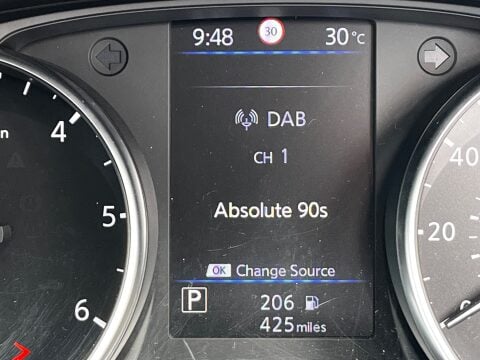 9:48 30 30°C
DAB
CH 1
Absolute 90s
OK Change Source
P 206
425 miles
4
5
6
40
20